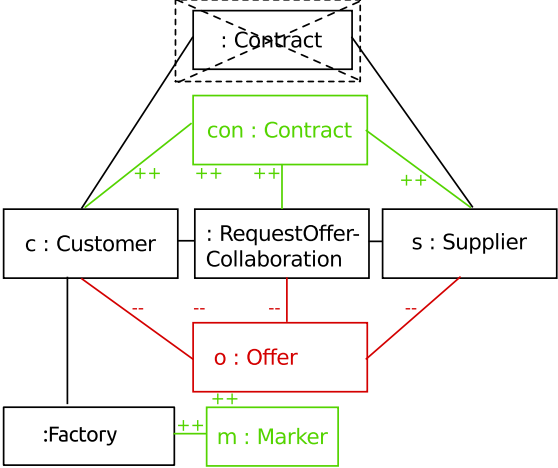 : Contract
con : Contract
++ ++ ++ ++
c : Customer
: RequestOffer-
Collaboration
s : Supplier
-- -- -- --
o : Offer
++
:Factory
++
m : Marker